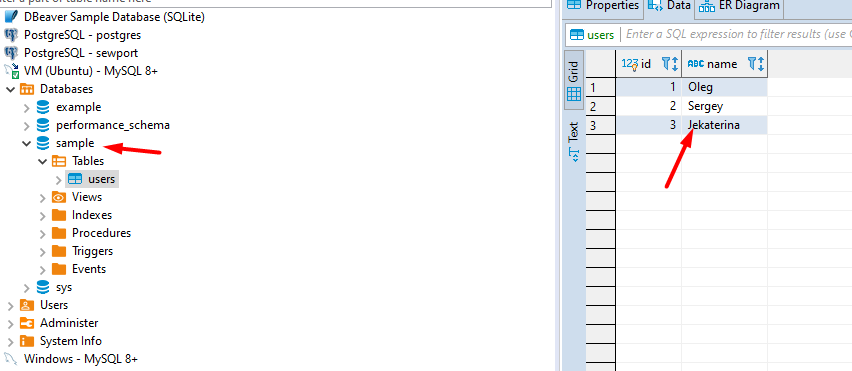 enter a part of table name here
DBeaver Sample Database (SQLite)
PostgreSQL - postgres
PostgreSQL - sewport
VM (Ubuntu) - MySQL 8+
Databases
example
performance_schema
sample
Tables
users
Views
Indexes
Procedures
Triggers
Events
sys
Users
Administer
System Info
Windows - MySQL 8+
Properties Data ER Diagram
users Enter a SQL expression to filter results (use C
Grid
Text
123 id ABC name
1 1 Oleg
2 2 Sergey
3 3 Jekaterina